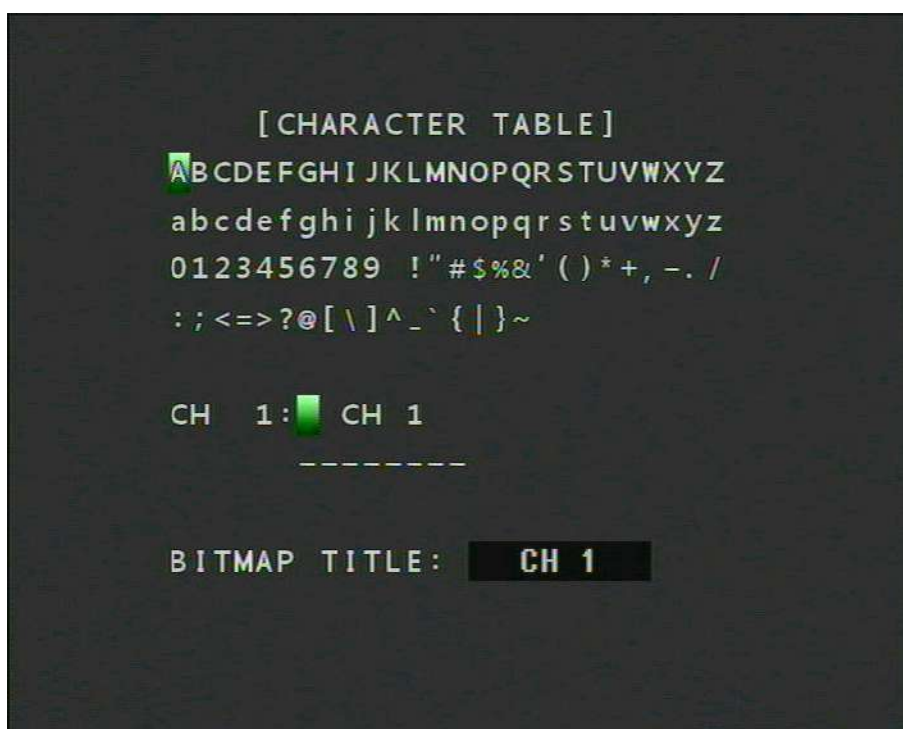 [CHARACTER TABLE]
ABCDEFGHIJKLMNOPQRSTUVWXYZ
abcdefghijklmnopqrstuvwxyz
0123456789 !"#$%&'()*+,-./
:;<=>?@[\]^_`{|}~
CH 1: CH 1
--------
BITMAP TITLE: CH 1